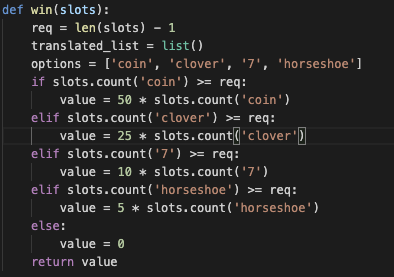 def win(slots):
    req = len(slots) - 1
    translated_list = list()
    options = ['coin', 'clover', '7', 'horseshoe']
    if slots.count('coin') >= req:
        value = 50 * slots.count('coin')
    elif slots.count('clover') >= req:
        value = 25 * slots.count('clover')
    elif slots.count('7') >= req:
        value = 10 * slots.count('7')
    elif slots.count('horseshoe') >= req:
        value = 5 * slots.count('horseshoe')
    else:
        value = 0
    return value